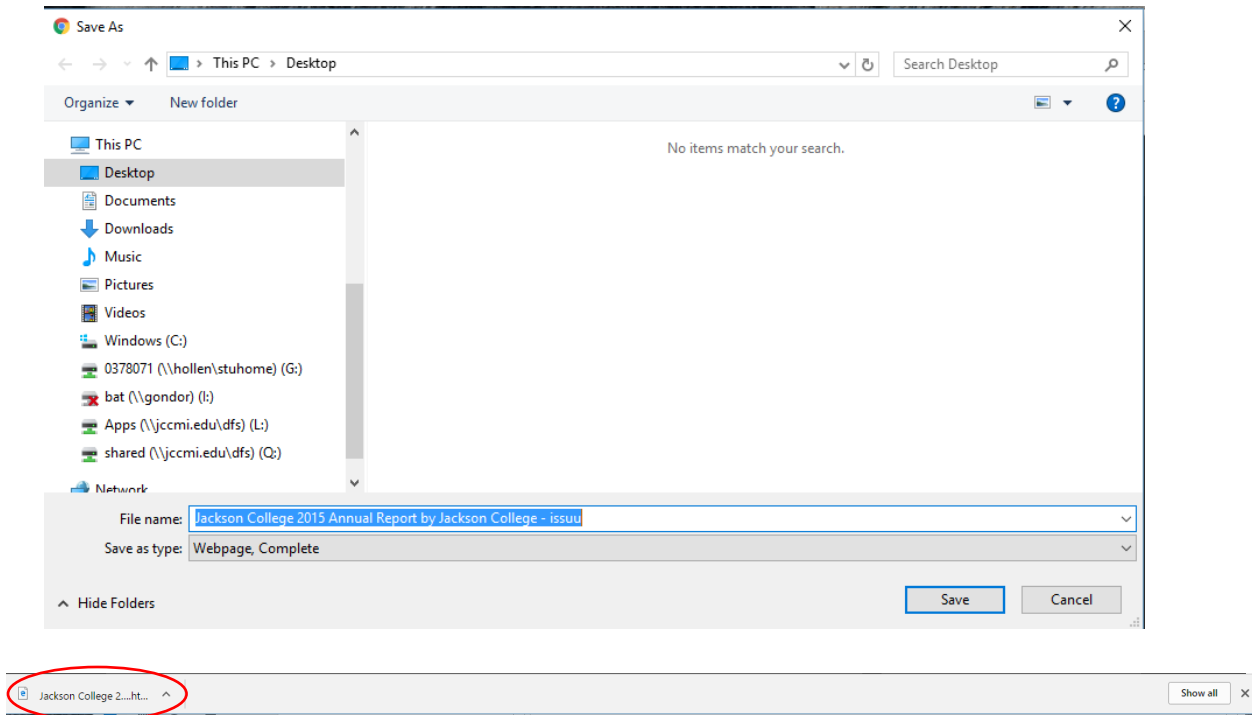 Save As
This PC > Desktop
Search Desktop
Organize
New folder
This PC
No items match your search.
Desktop
Documents
Downloads
Music
Pictures
Videos
Windows (C:)
0378071 (\\hollen\stuhome) (G:)
bat (\\gondor) (I:)
Apps (\\jccmi.edu\dfs) (L:)
shared (\\jccmi.edu\dfs) (Q:)
Network
File name: Jackson College 2015 Annual Report by Jackson College - issuu
Save as type: Webpage, Complete
Hide Folders
Save
Cancel
Jackson College 2....ht...
Show all